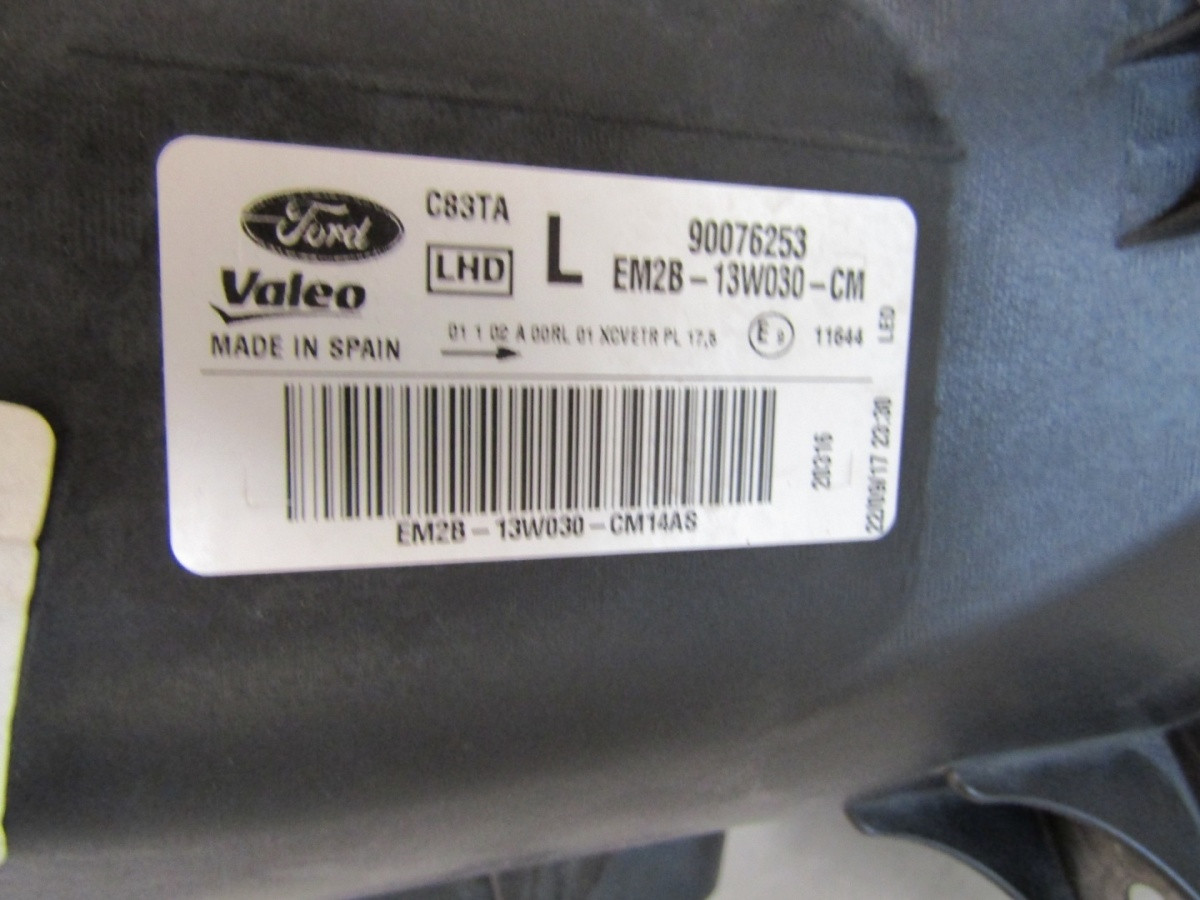 Ford
Valeo
MADE IN SPAIN
C83TA
LHD
L
90076253
EM2B-13W030-CM
01 1 02 A 00RL 01 XCVETR PL 17,5
E9
11644
LED
EM2B-13W030-CM14AS
20316
22/09/17 23:30